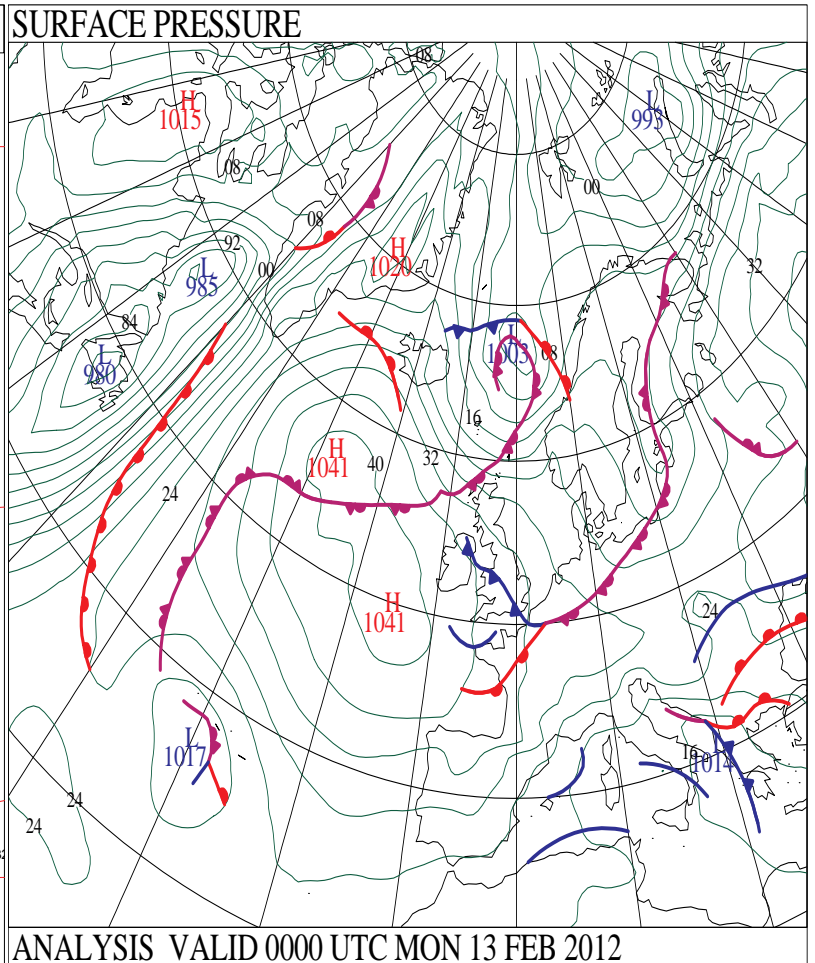 SURFACE PRESSURE
08
H
1015
L
993
08
00
08
92
H
1020
00
L
985
32
84
L
1003
08
L
980
16
H
1041
40
32
24
H
1041
24
L
1017
16
L
1014
24
24
ANALYSIS VALID 0000 UTC MON 13 FEB 2012